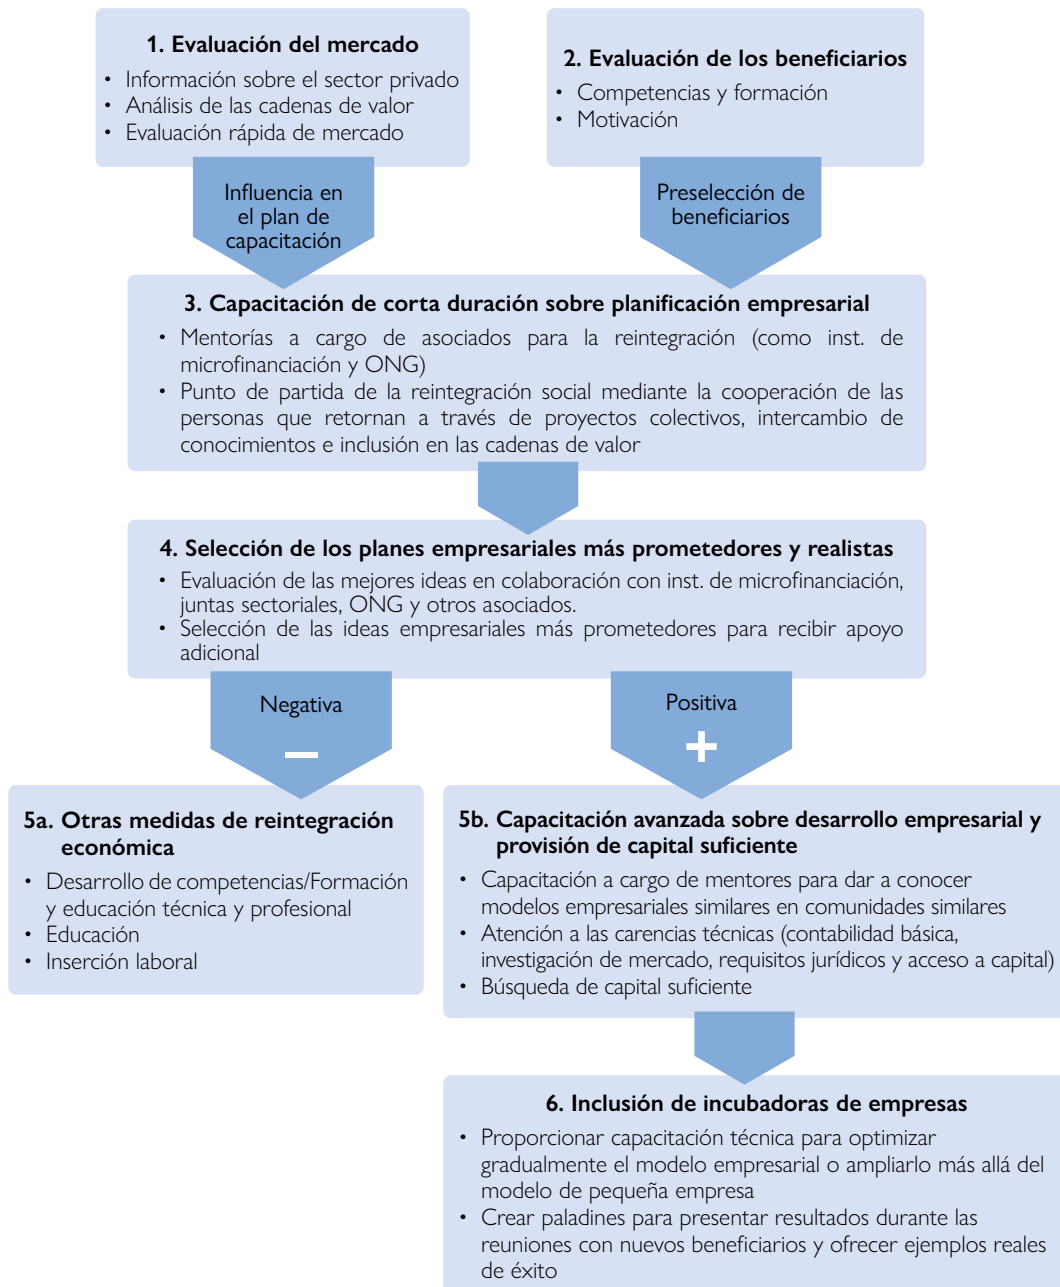 1. Evaluación del mercado
• Información sobre el sector privado
• Análisis de las cadenas de valor
• Evaluación rápida de mercado
2. Evaluación de los beneficiarios
• Competencias y formación
• Motivación
Influencia en
el plan de
capacitación
Preselección de
beneficiarios
3. Capacitación de corta duración sobre planificación empresarial
• Mentorías a cargo de asociados para la reintegración (como inst. de
microfinanciación y ONG)
• Punto de partida de la reintegración social mediante la cooperación de las
personas que retornan a través de proyectos colectivos, intercambio de
conocimientos e inclusión en las cadenas de valor
4. Selección de los planes empresariales más prometedores y realistas
• Evaluación de las mejores ideas en colaboración con inst. de microfinanciación,
juntas sectoriales, ONG y otros asociados.
• Selección de las ideas empresariales más prometedores para recibir apoyo
adicional
Negativa
–
Positiva
+
5a. Otras medidas de reintegración
económica
• Desarrollo de competencias/Formación
y educación técnica y profesional
• Educación
• Inserción laboral
5b. Capacitación avanzada sobre desarrollo empresarial y
provisión de capital suficiente
• Capacitación a cargo de mentores para dar a conocer
modelos empresariales similares en comunidades similares
• Atención a las carencias técnicas (contabilidad básica,
investigación de mercado, requisitos jurídicos y acceso a capital)
• Búsqueda de capital suficiente
6. Inclusión de incubadoras de empresas
• Proporcionar capacitación técnica para optimizar
gradualmente el modelo empresarial o ampliarlo más allá del
modelo de pequeña empresa
• Crear paladines para presentar resultados durante las
reuniones con nuevos beneficiarios y ofrecer ejemplos reales
de éxito